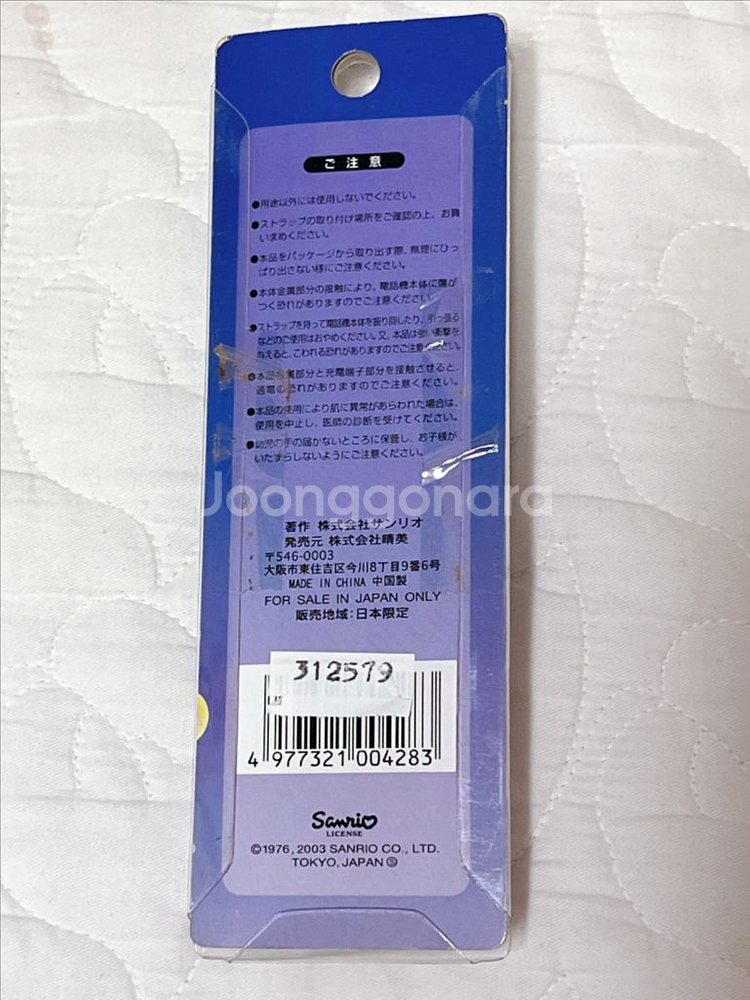 ご注意
●用途以外には使用しないでください。
●ストラップの取り付け場所をご確認の上、お買
い求めください。
●本品をパッケージから取り出す際、無理にひっ
ぱり出さない様にご注意ください。
●本体金属部分の接触により、電話機本体に傷が
つく恐れがありますのでご注意ください。
●ストラップを持って電話機本体を振り回したり、引っ張る
などのご使用はおやめください。又、本品は強い衝撃を
与えると、こわれる恐れがありますのでご注意ください。
●本品金属部分と充電端子部分を接触させると、
通電の恐れがありますのでご注意ください。
●本品の使用により肌に異常があらわれた場合は、
使用を中止し、医師の診断を受けてください。
●幼児の手の届かないところに保管し、お子様が
いたずらしないようにご注意ください。
Joonggonara
著作 株式会社サンリオ
発売元 株式会社晴美
〒546-0003
大阪市東住吉区今川8丁目9番6号
MADE IN CHINA 中国製
FOR SALE IN JAPAN ONLY
販売地域:日本限定
312579
4 977321 004283
Sanrio
LICENSE
©1976, 2003 SANRIO CO., LTD.
TOKYO, JAPAN Ⓢ